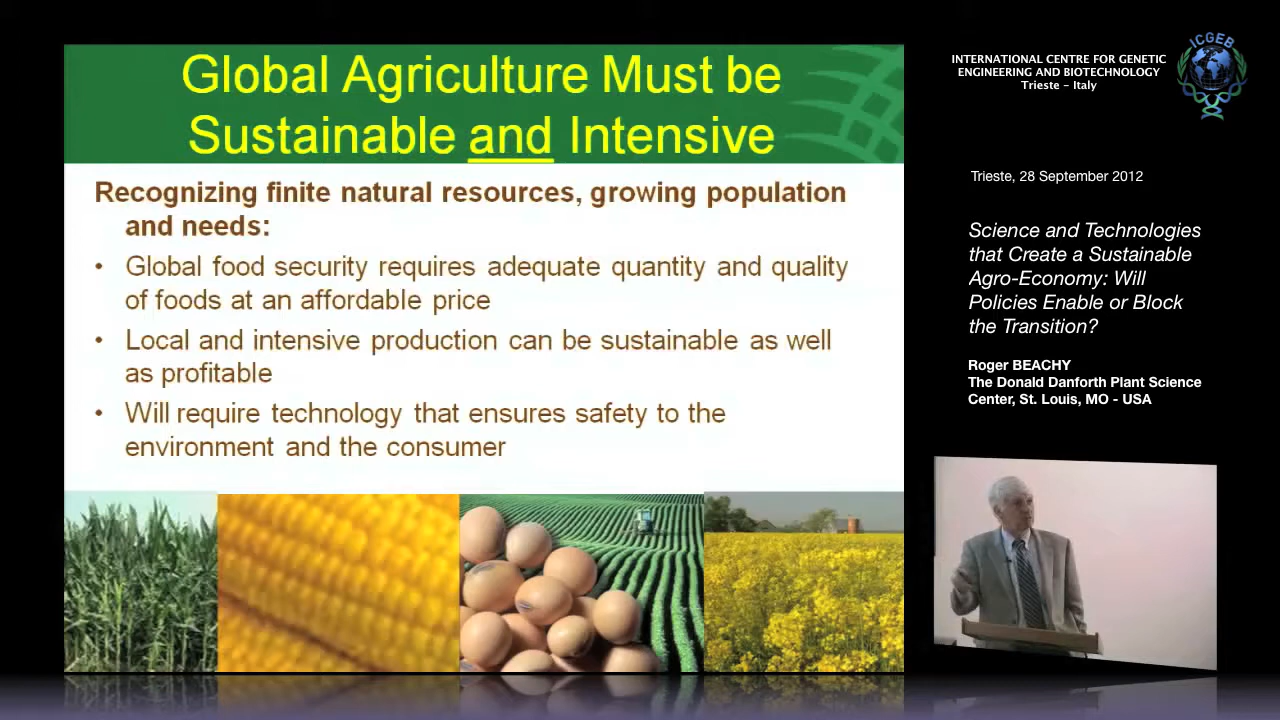 Global Agriculture Must be
Sustainable and Intensive
Recognizing finite natural resources, growing population
and needs:
• Global food security requires adequate quantity and quality
of foods at an affordable price
• Local and intensive production can be sustainable as well
as profitable
• Will require technology that ensures safety to the
environment and the consumer
INTERNATIONAL CENTRE FOR GENETIC
ENGINEERING AND BIOTECHNOLOGY
Trieste - Italy
ICGEB
Trieste, 28 September 2012
Science and Technologies
that Create a Sustainable
Agro-Economy: Will
Policies Enable or Block
the Transition?
Roger BEACHY
The Donald Danforth Plant Science
Center, St. Louis, MO - USA